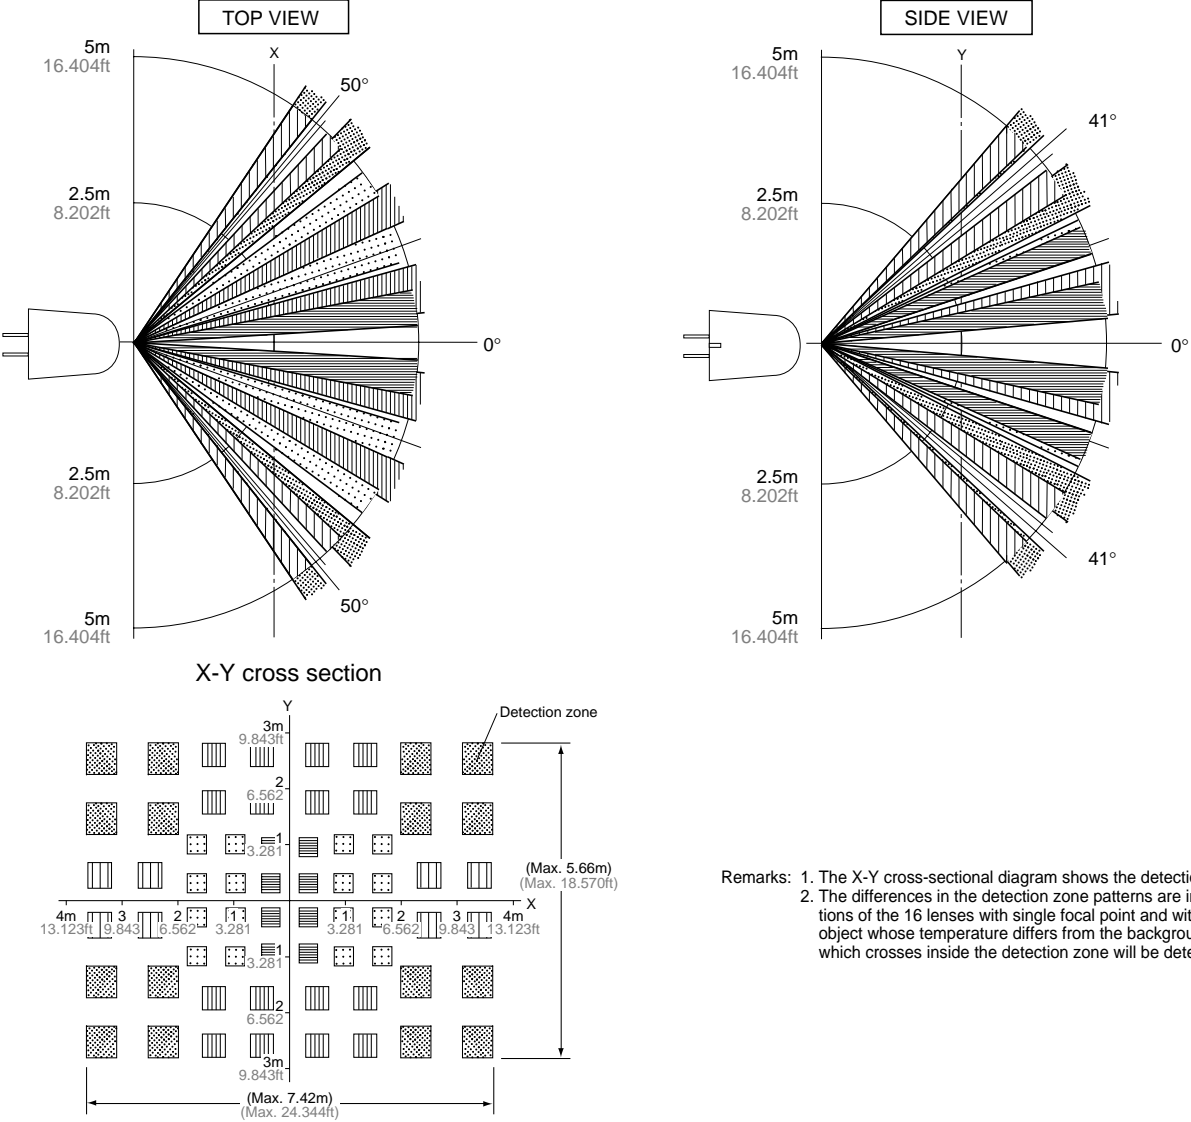 TOP VIEW
SIDE VIEW
5m
16.404ft
X
50°
2.5m
8.202ft
0°
2.5m
8.202ft
50°
5m
16.404ft
5m
16.404ft
Y
41°
2.5m
8.202ft
0°
2.5m
8.202ft
41°
5m
16.404ft
X-Y cross section
Y
Detection zone
3m
9.843ft
2
6.562
1
3.281
(Max. 5.66m)
(Max. 18.570ft)
X
4m 3 2 1 1 2 3 4m
13.123ft 9.843 6.562 3.281 3.281 6.562 9.843 13.123ft
1
3.281
2
6.562
3m
9.843ft
(Max. 7.42m)
(Max. 24.344ft)
Remarks: 1. The X-Y cross-sectional diagram shows the
2. The differences in the detection zone patterns are
tions of the 16 lenses with single focal point and
object whose temperature differs from the
which crosses inside the detection zone will be